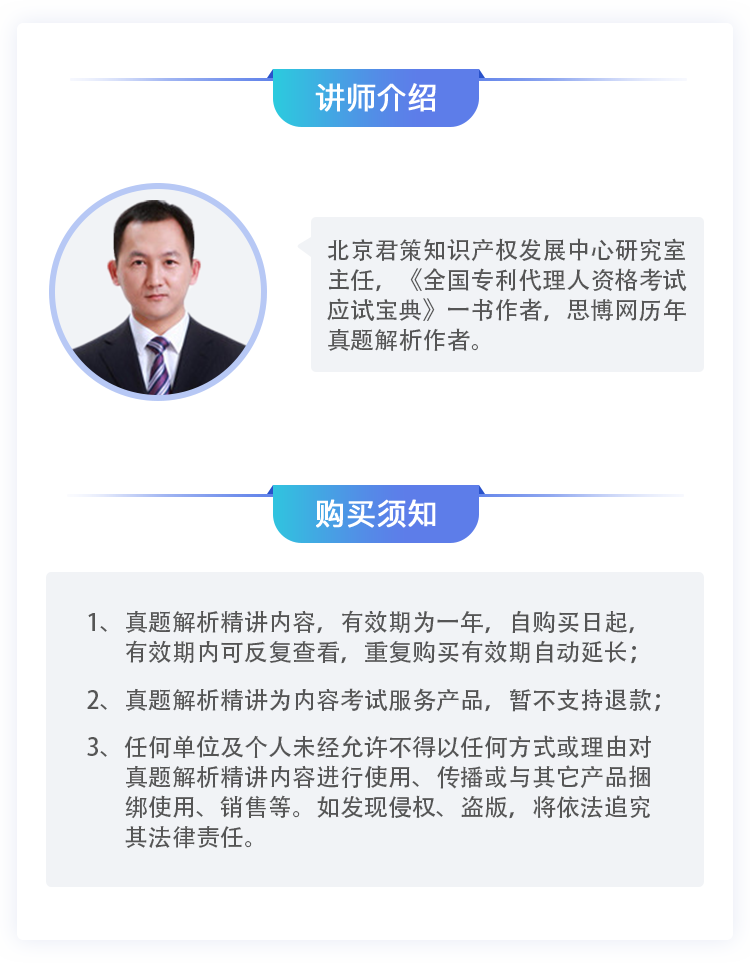 讲师介绍
北京君策知识产权发展中心研究室
主任，《全国专利代理人资格考试
应试宝典》一书作者，思博网历年
真题解析作者。
购买须知
1、真题解析精讲内容，有效期为一年，自购买日起，
有效期内可反复查看，重复购买有效期自动延长；
2、真题解析精讲为内容考试服务产品，暂不支持退款；
3、任何单位及个人未经允许不得以任何方式或理由对
真题解析精讲内容进行使用、传播或与其它产品捆
绑使用、销售等。如发现侵权、盗版，将依法追究
其法律责任。